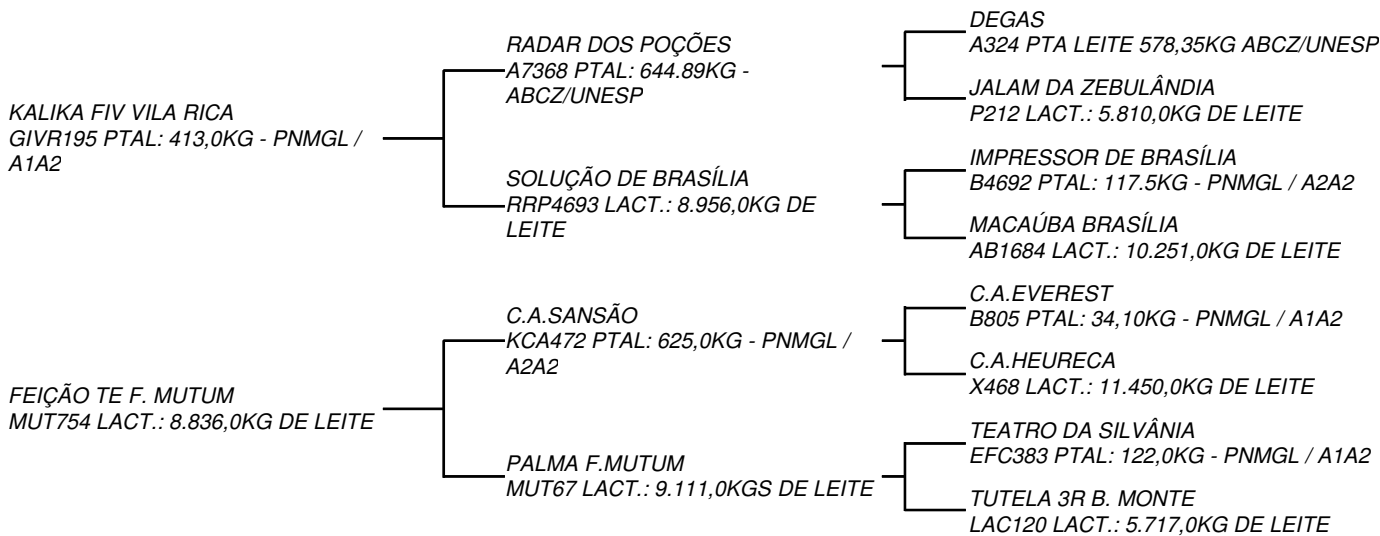 KALIKA FIV VILA RICA
GIVR195 PTAL: 413,0KG - PNMGL /
A1A2
FEIÇÃO TE F. MUTUM
MUT754 LACT.: 8.836,0KG DE LEITE
RADAR DOS POÇÕES
A7368 PTAL: 644.89KG -
ABCZ/UNESP
SOLUÇÃO DE BRASÍLIA
RRP4693 LACT.: 8.956,0KG DE
LEITE
C.A.SANSÃO
KCA472 PTAL: 625,0KG - PNMGL /
A2A2
PALMA F.MUTUM
MUT67 LACT.: 9.111,0KGS DE LEITE
DEGAS
A324 PTA LEITE 578,35KG ABCZ/UNESP
JALAM DA ZEBULÂNDIA
P212 LACT.: 5.810,0KG DE LEITE
IMPRESSOR DE BRASÍLIA
B4692 PTAL: 117.5KG - PNMGL / A2A2
MACAÚBA BRASÍLIA
AB1684 LACT.: 10.251,0KG DE LEITE
C.A.EVEREST
B805 PTAL: 34,10KG - PNMGL / A1A2
C.A.HEURECA
X468 LACT.: 11.450,0KG DE LEITE
TEATRO DA SILVÂNIA
EFC383 PTAL: 122,0KG - PNMGL / A1A2
TUTELA 3R B. MONTE
LAC120 LACT.: 5.717,0KG DE LEITE